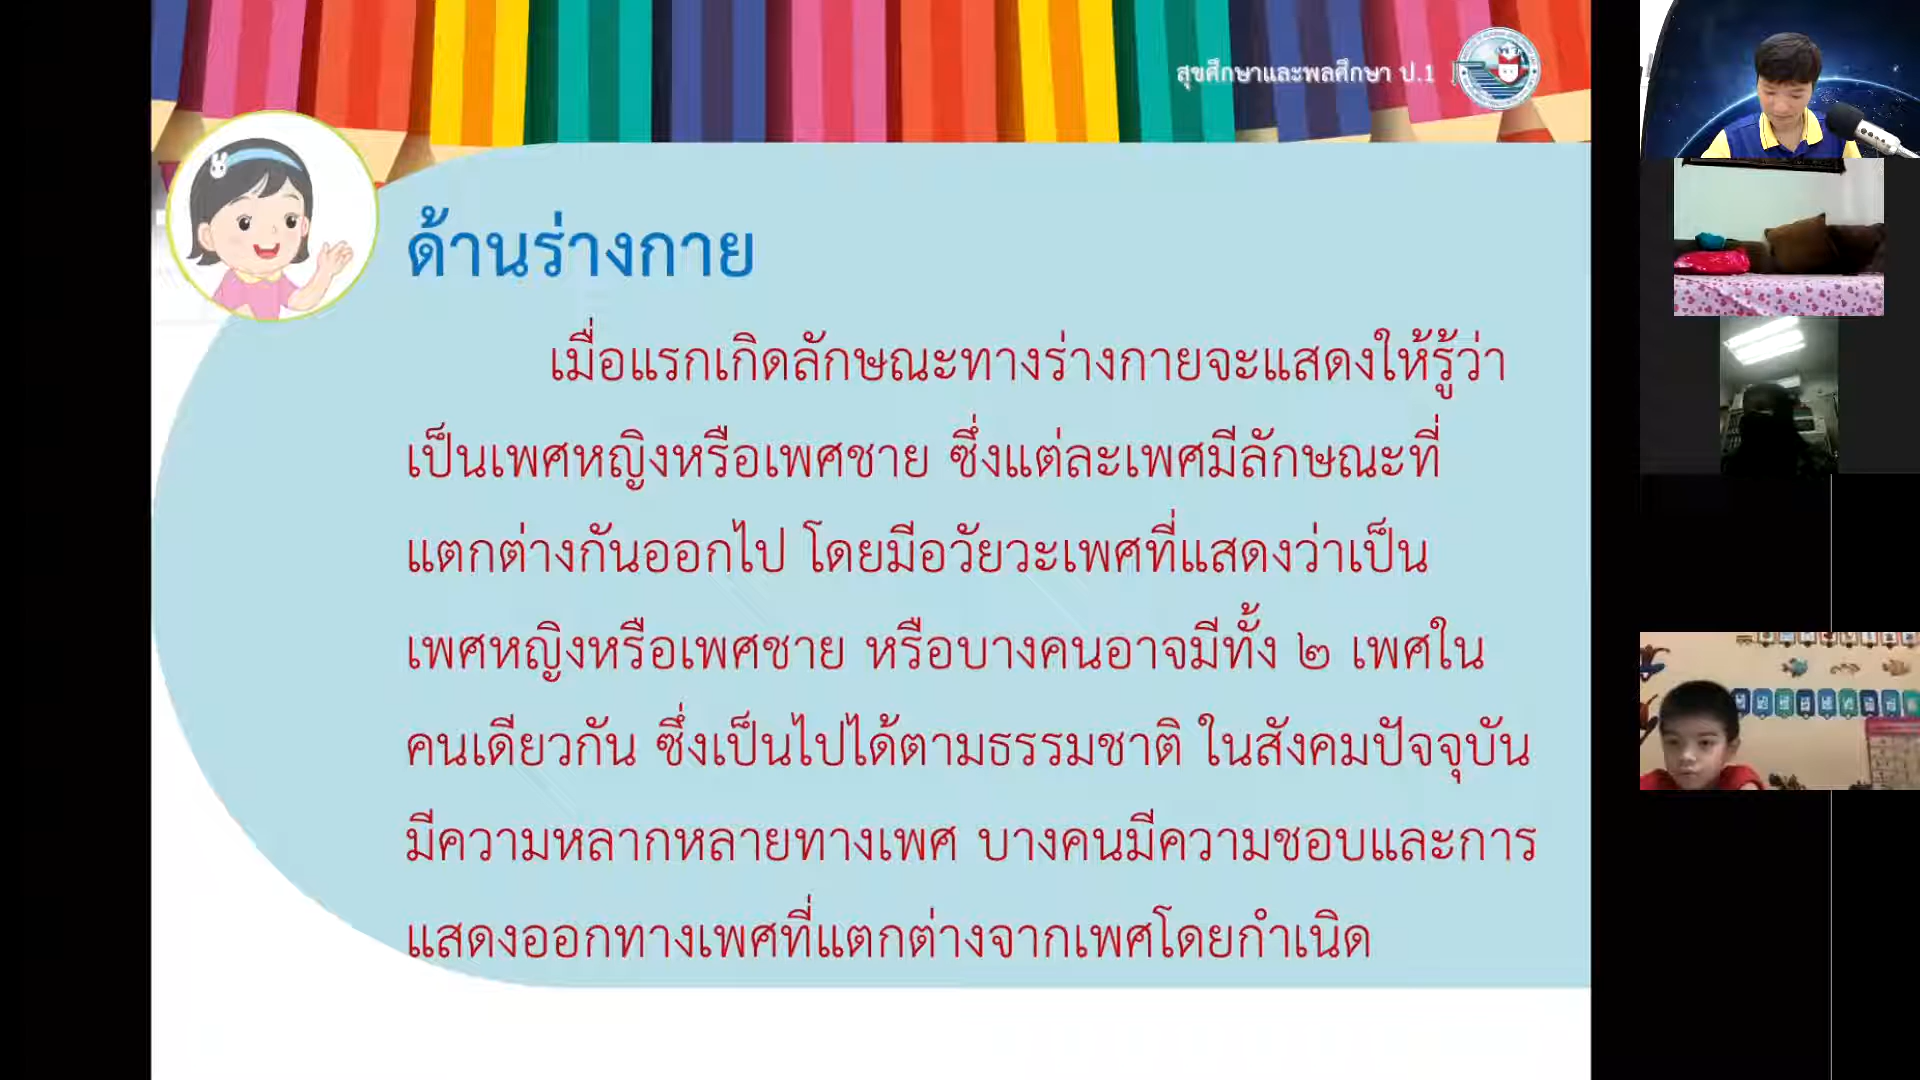 สุขศึกษาและพลศึกษา ป.1
ด้านร่างกาย
เมื่อแรกเกิดลักษณะทางร่างกายจะแสดงให้รู้ว่า
เป็นเพศหญิงหรือเพศชาย ซึ่งแต่ละเพศมีลักษณะที่
แตกต่างกันออกไป โดยมีอวัยวะเพศที่แสดงว่าเป็น
เพศหญิงหรือเพศชาย หรือบางคนอาจมีทั้ง ๒ เพศใน
คนเดียวกัน ซึ่งเป็นไปได้ตามธรรมชาติ ในสังคมปัจจุบัน
มีความหลากหลายทางเพศ บางคนมีความชอบและการ
แสดงออกทางเพศที่แตกต่างจากเพศโดยกำเนิด